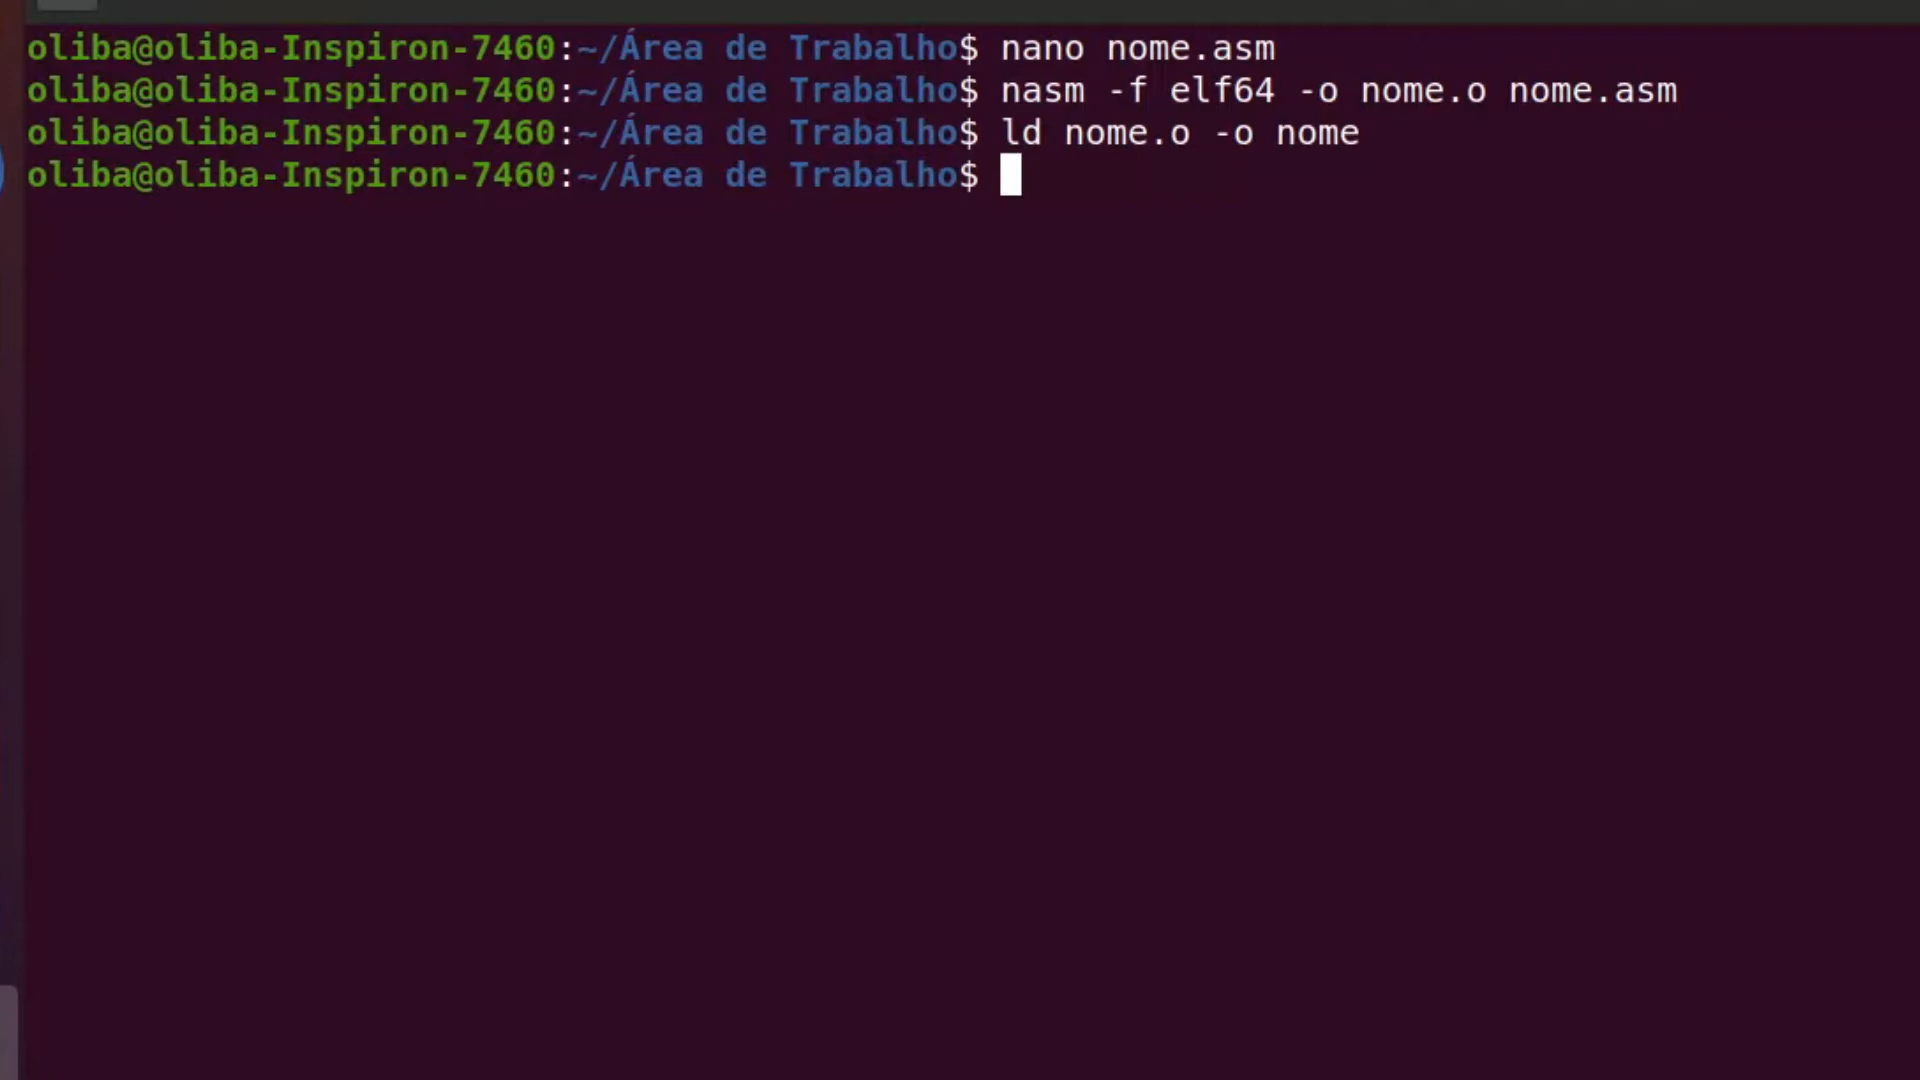 oliba@oliba-Inspiron-7460:~/Área de Trabalho$ nano nome.asm
oliba@oliba-Inspiron-7460:~/Área de Trabalho$ nasm -f elf64 -o nome.o nome.asm
oliba@oliba-Inspiron-7460:~/Área de Trabalho$ ld nome.o -o nome
oliba@oliba-Inspiron-7460:~/Área de Trabalho$